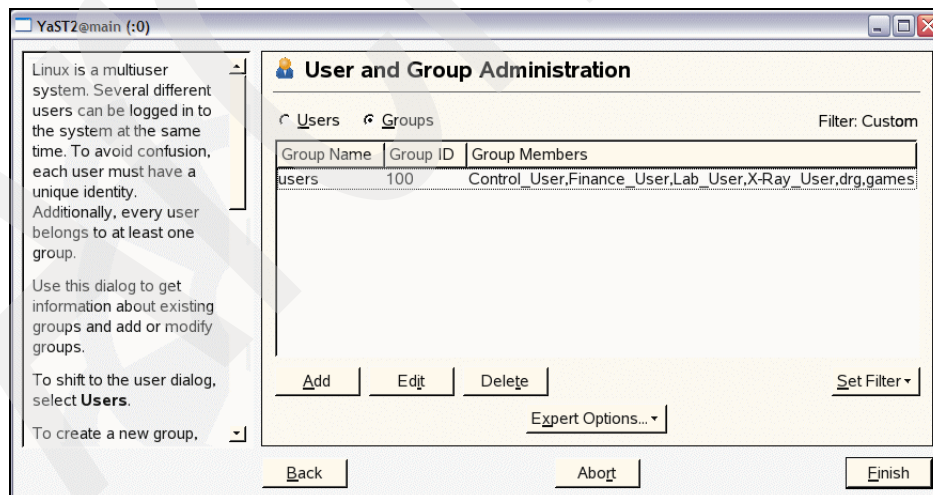 YaST2@main (:0)
Linux is a multiuser
system. Several different
users can be logged in to
the system at the same
time. To avoid confusion,
each user must have a
unique identity.
Additionally, every user
belongs to at least one
group.
Use this dialog to get
information about existing
groups and add or modify
groups.
To shift to the user dialog,
select Users.
To create a new group,
User and Group Administration
Users Groups Filter: Custom
Group Name Group ID Group Members
users 100 Control_User,Finance_User,Lab_User,X-Ray_User,drg,games
Add Edit Delete Set Filter
Expert Options...
Back Abort Finish